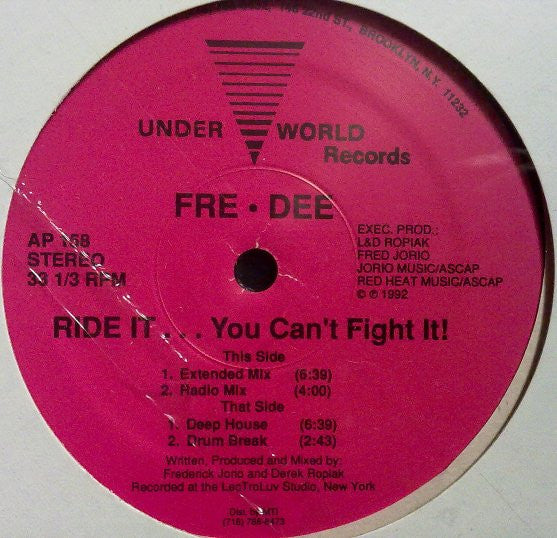 148 22nd ST., BROOKLYN, N.Y. 11232
UNDER WORLD
Records
FRE • DEE
AP 168
STEREO
33 1/3 RPM
EXEC. PROD.:
L&D ROPIAK
FRED JORIO
JORIO MUSIC/ASCAP
RED HEAT MUSIC/ASCAP
© ℗ 1992
RIDE IT . . . You Can't Fight It!
This Side
1. Extended Mix (6:39)
2. Radio Mix (4:00)
That Side
1. Deep House (6:39)
2. Drum Break (2:43)
Written, Produced and Mixed by:
Frederick Jorio and Derek Ropiak
Recorded at the LecTroLuv Studio, New York
Dist. by MTI